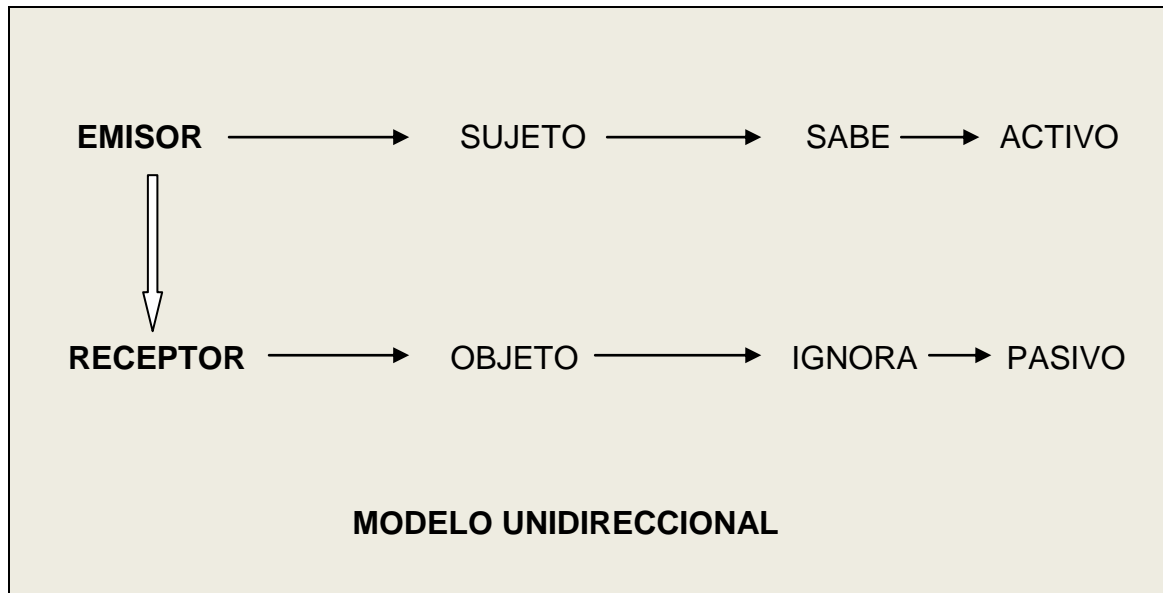 EMISOR SUJETO SABE ACTIVO
RECEPTOR OBJETO IGNORA PASIVO
MODELO UNIDIRECCIONAL